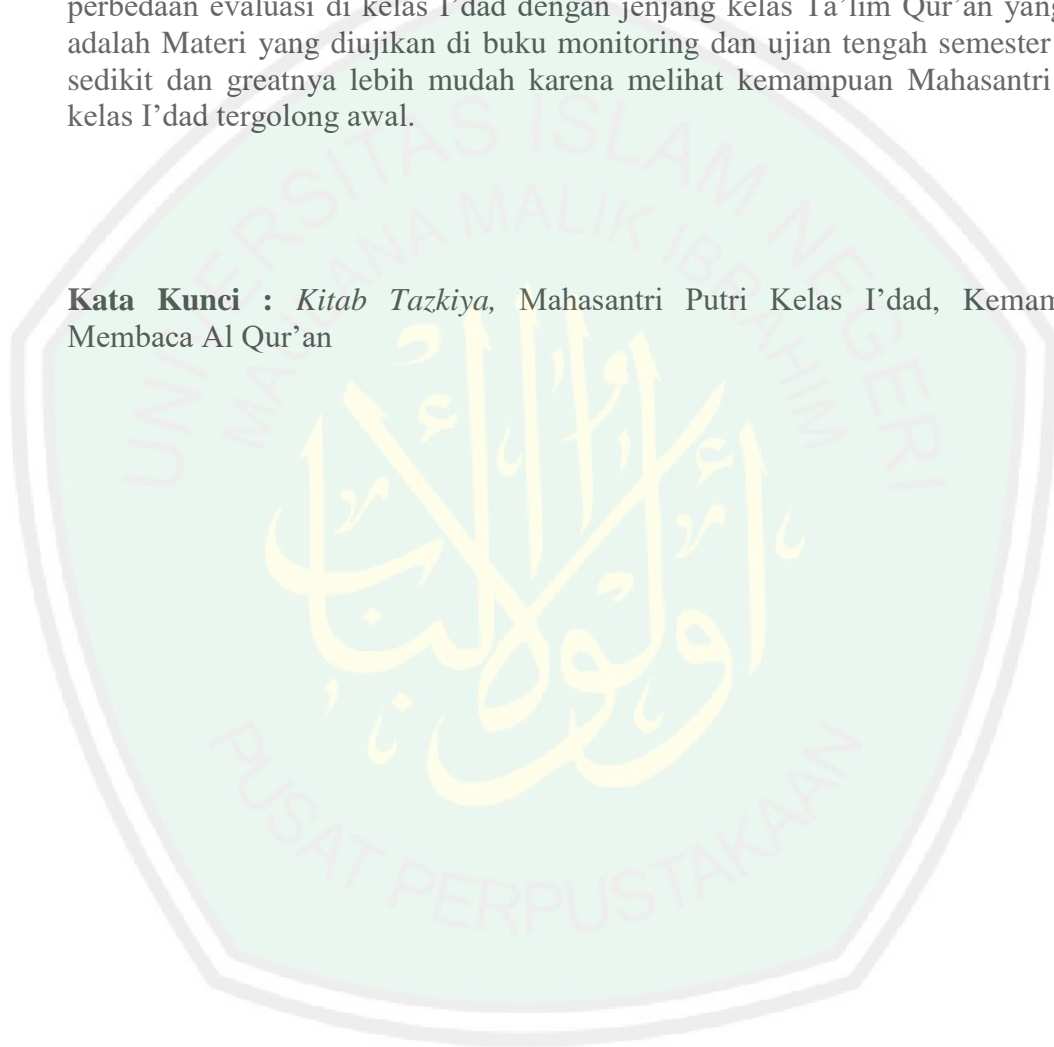 perbedaan evaluasi di kelas I’dad dengan jenjang kelas Ta’lim Qur’an yang
adalah Materi yang diujikan di buku monitoring dan ujian tengah semester
sedikit dan greatnya lebih mudah karena melihat kemampuan Mahasantri
kelas I’dad tergolong awal.
Kata Kunci : Kitab Tazkiya, Mahasantri Putri Kelas I’dad,
Membaca Al Qur’an
UNIVERSITAS ISLAM NEGERI
MAULANA MALIK IBRAHIM
PUSAT PERPUSTAKAAN